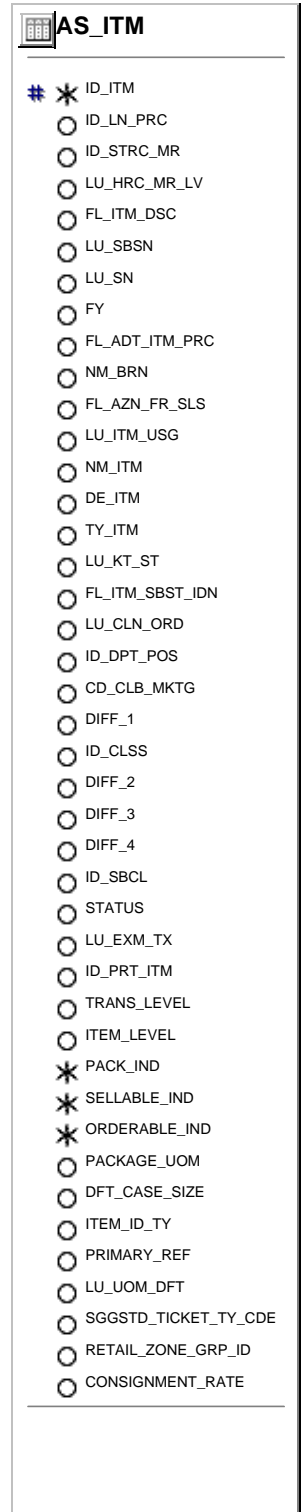 AS_ITM
# * ID_ITM
ID_LN_PRC
ID_STRC_MR
LU_HRC_MR_LV
FL_ITM_DSC
LU_SBSN
LU_SN
FY
FL_ADT_ITM_PRC
NM_BRN
FL_AZN_FR_SLS
LU_ITM_USG
NM_ITM
DE_ITM
TY_ITM
LU_KT_ST
FL_ITM_SBST_IDN
LU_CLN_ORD
ID_DPT_POS
CD_CLB_MKTG
DIFF_1
ID_CLSS
DIFF_2
DIFF_3
DIFF_4
ID_SBCL
STATUS
LU_EXM_TX
ID_PRT_ITM
TRANS_LEVEL
ITEM_LEVEL
* PACK_IND
* SELLABLE_IND
* ORDERABLE_IND
PACKAGE_UOM
DFT_CASE_SIZE
ITEM_ID_TY
PRIMARY_REF
LU_UOM_DFT
SGGSTD_TICKET_TY_CDE
RETAIL_ZONE_GRP_ID
CONSIGNMENT_RATE